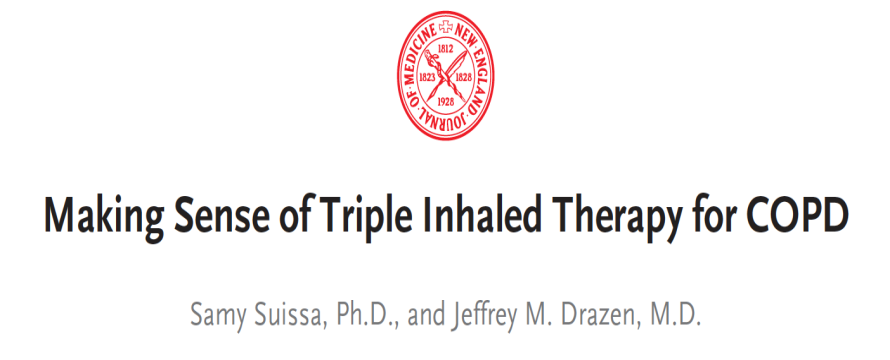 THE NEW ENGLAND JOURNAL OF MEDICINE
1812
1823
1828
1928
Making Sense of Triple Inhaled Therapy for COPD
Samy Suissa, Ph.D., and Jeffrey M. Drazen, M.D.